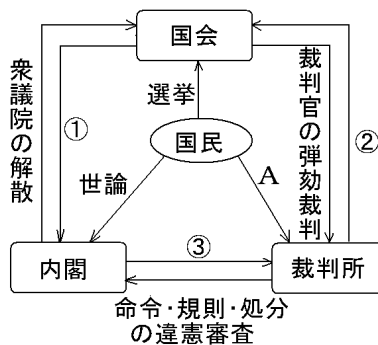 国会
衆議院の解散
①
選挙
裁判官の弾劾裁判
②
国民
世論
A
内閣
③
裁判所
命令・規則・処分
の違憲審査